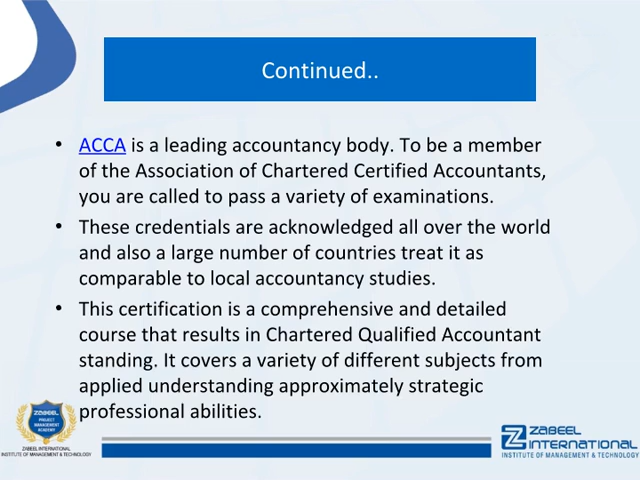 Continued..
• ACCA is a leading accountancy body. To be a member
of the Association of Chartered Certified Accountants,
you are called to pass a variety of examinations.
• These credentials are acknowledged all over the world
and also a large number of countries treat it as
comparable to local accountancy studies.
• This certification is a comprehensive and detailed
course that results in Chartered Qualified Accountant
standing. It covers a variety of different subjects from
applied understanding approximately strategic
professional abilities.
ZABEEL
PROJECT
MANAGEMENT
ACADEMY
ZABEEL INTERNATIONAL
INSTITUTE OF MANAGEMENT & TECHNOLOGY
ZABEEL
INTERNATIONAL
INSTITUTE OF MANAGEMENT & TECHNOLOGY